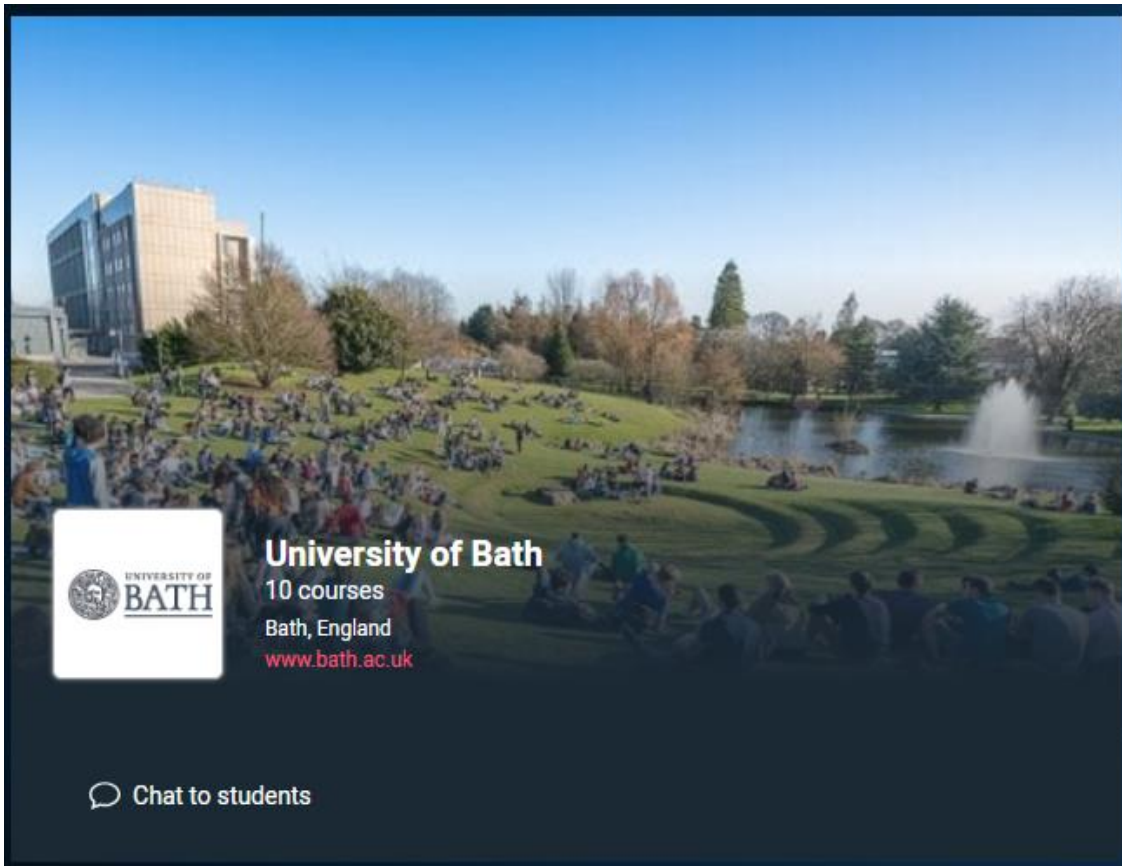 UNIVERSITY OF
BATH
University of Bath
10 courses
Bath, England
www.bath.ac.uk
Chat to students